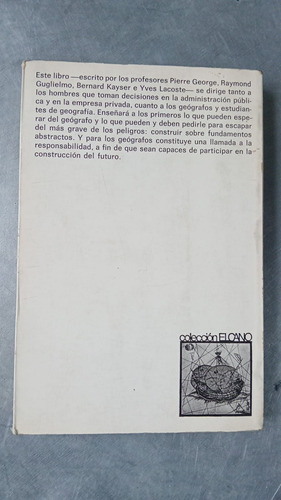 Este libro —escrito por los profesores Pierre George, Raymond
Guglielmo, Bernard Kayser e Yves Lacoste— se dirige tanto a
los hombres que toman decisiones en la administración públi-
ca y en la empresa privada, cuanto a los geógrafos y estudian-
tes de geografía. Enseñará a los primeros lo que pueden espe-
rar del geógrafo y lo que pueden y deben pedirle para escapar
del más grave de los peligros: construir sobre fundamentos
abstractos. Y para los geógrafos constituye una llamada a la
responsabilidad, a fin de que sean capaces de participar en la
construcción del futuro.
colección ELCANO